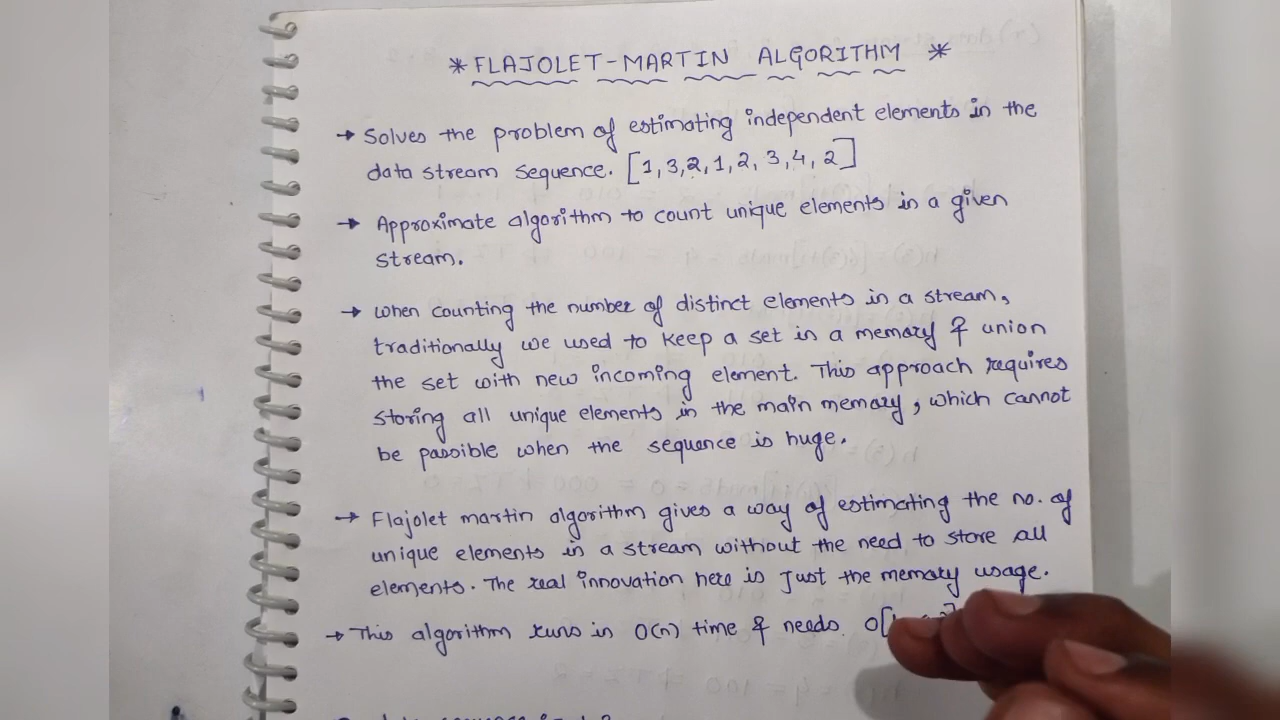 * FLAJOLET-MARTIN ALGORITHM *
→ Solves the problem of estimating independent elements in the
data stream sequence. [1, 3, 2, 1, 2, 3, 4, 2]
→ Approximate algorithm to count unique elements in a given
stream.
→ When counting the number of distinct elements in a stream,
traditionally we used to keep a set in a memory & union
the set with new incoming element. This approach requires
storing all unique elements in the main memory, which cannot
be possible when the sequence is huge.
→ Flajolet martin algorithm gives a way of estimating the no. of
unique elements in a stream without the need to store all
elements. The real innovation here is Just the memory usage.
→ This algorithm runs in O(n) time & needs O[